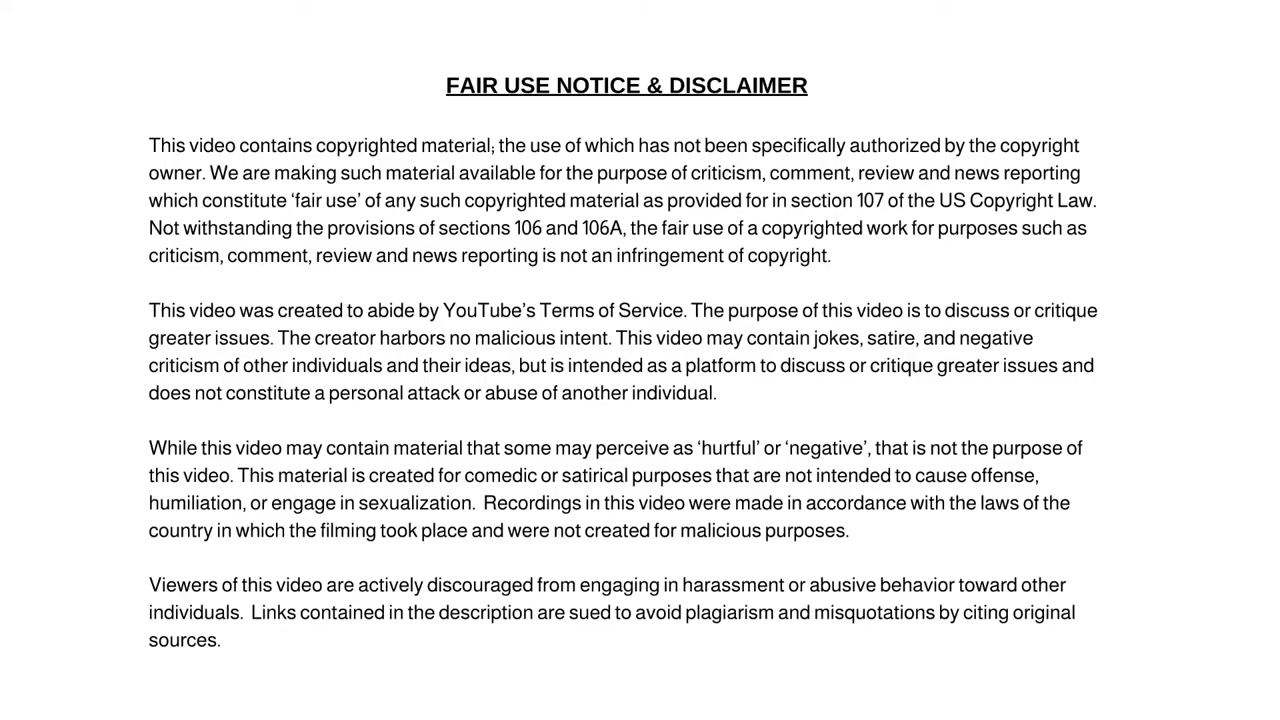 FAIR USE NOTICE & DISCLAIMER
This video contains copyrighted material; the use of which has not been specifically authorized by the copyright
owner. We are making such material available for the purpose of criticism, comment, review and news reporting
which constitute ‘fair use’ of any such copyrighted material as provided for in section 107 of the US Copyright Law.
Not withstanding the provisions of sections 106 and 106A, the fair use of a copyrighted work for purposes such as
criticism, comment, review and news reporting is not an infringement of copyright.
This video was created to abide by YouTube’s Terms of Service. The purpose of this video is to discuss or critique
greater issues. The creator harbors no malicious intent. This video may contain jokes, satire, and negative
criticism of other individuals and their ideas, but is intended as a platform to discuss or critique greater issues and
does not constitute a personal attack or abuse of another individual.
While this video may contain material that some may perceive as ‘hurtful’ or ‘negative’, that is not the purpose of
this video. This material is created for comedic or satirical purposes that are not intended to cause offense,
humiliation, or engage in sexualization.  Recordings in this video were made in accordance with the laws of the
country in which the filming took place and were not created for malicious purposes.
Viewers of this video are actively discouraged from engaging in harassment or abusive behavior toward other
individuals.  Links contained in the description are sued to avoid plagiarism and misquotations by citing original
sources.